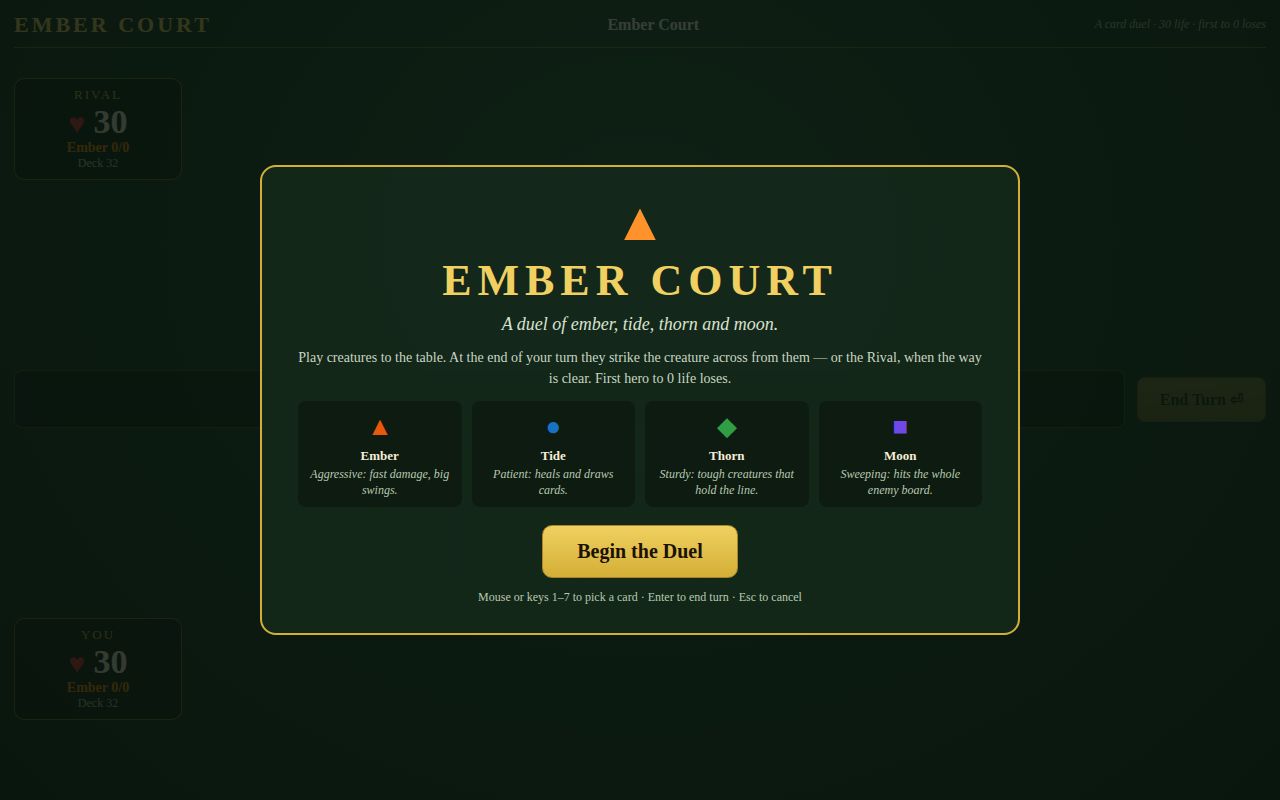 EMBER COURT
Ember Court
A card duel · 30 life · first to 0 loses
RIVAL
♥ 30
Ember 0/0
Deck 32
EMBER COURT
A duel of ember, tide, thorn and moon.
Play creatures to the table. At the end of your turn they strike the creature across from them — or the Rival, when the way
is clear. First hero to 0 life loses.
Ember
Aggressive: fast damage, big
swings.
Tide
Patient: heals and draws
cards.
Thorn
Sturdy: tough creatures that
hold the line.
Moon
Sweeping: hits the whole
enemy board.
End Turn ⏎
Begin the Duel
Mouse or keys 1–7 to pick a card · Enter to end turn · Esc to cancel
YOU
♥ 30
Ember 0/0
Deck 32